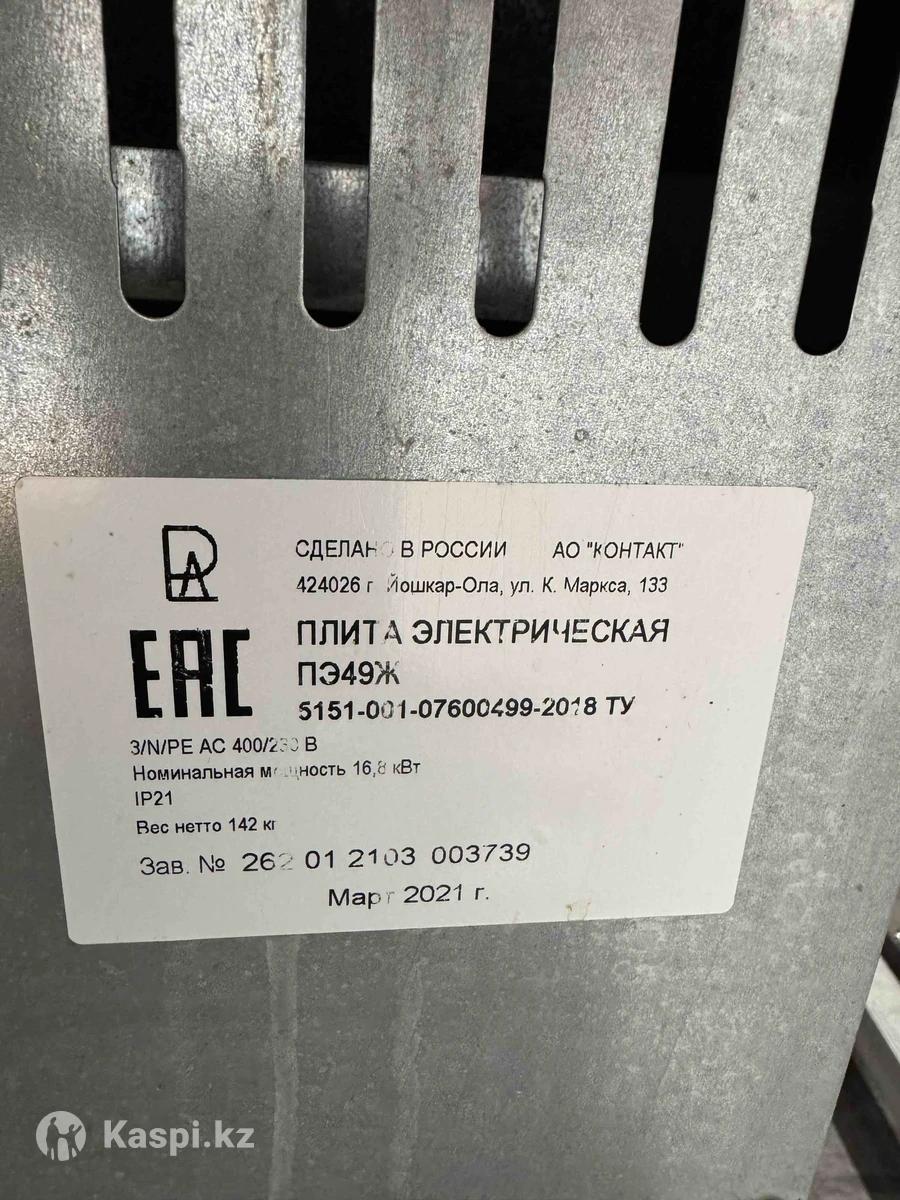 СДЕЛАНО В РОССИИ АО "КОНТАКТ"
424026 г. Йошкар-Ола, ул. К. Маркса, 133
ЕАС
ПЛИТА ЭЛЕКТРИЧЕСКАЯ
ПЭ49Ж
5151-001-07600499-2018 ТУ
3/N/PE AC 400/230 В
Номинальная мощность 16,8 кВт
IP21
Вес нетто 142 кг
Зав. № 262 01 2103 003739
Март 2021 г.
Kaspi.kz